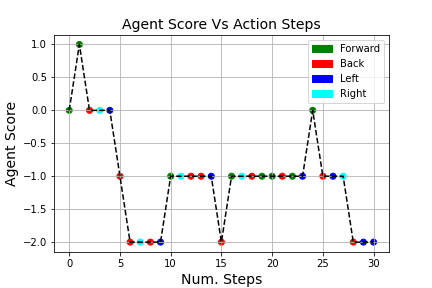 Agent Score Vs Action Steps
Agent Score
1.0
0.5
0.0
−0.5
−1.0
−1.5
−2.0
Forward
Back
Left
Right
0 5 10 15 20 25 30
Num. Steps